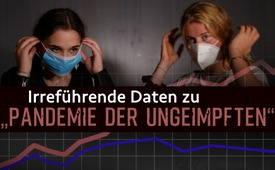 Irreführende Daten zu
„PANDEMIE DER UNGEIMPFTEN“